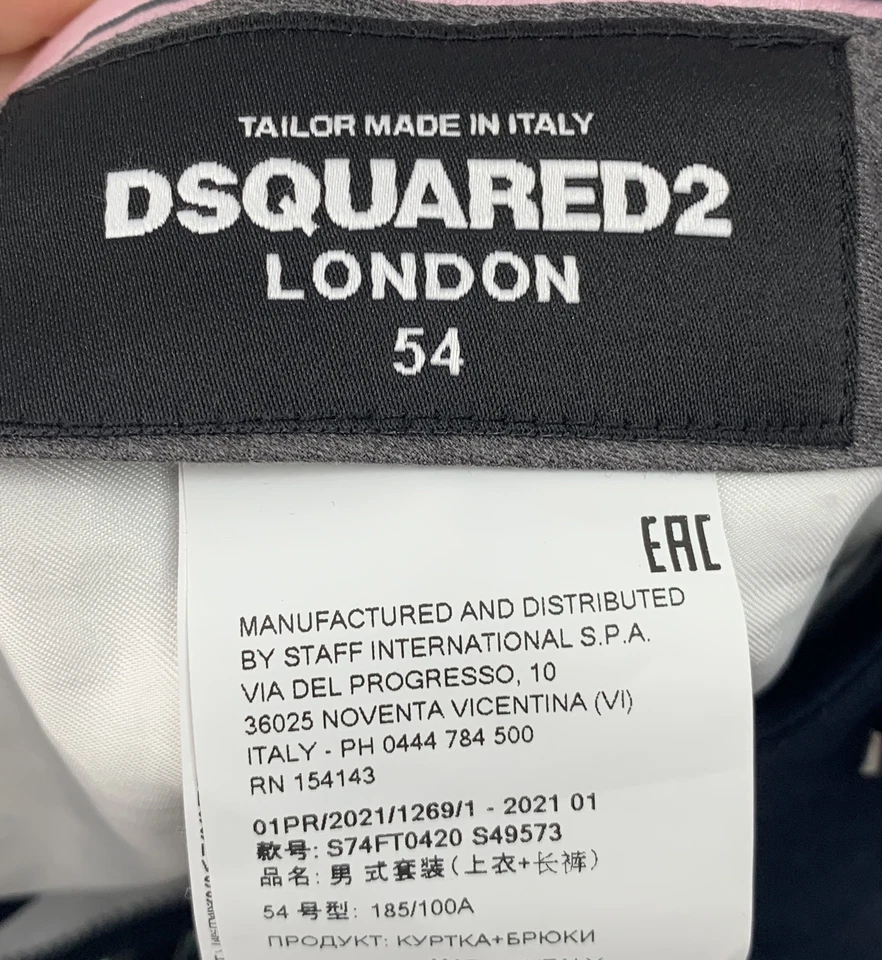 TAILOR MADE IN ITALY
DSQUARED2
LONDON
54
EAC
MANUFACTURED AND DISTRIBUTED
BY STAFF INTERNATIONAL S.P.A.
VIA DEL PROGRESSO, 10
36025 NOVENTA VICENTINA (VI)
ITALY - PH 0444 784 500
RN 154143
01PR/2021/1269/1 - 2021 01
款号: S74FT0420 S49573
品名: 男 式套装(上衣+长裤)
54 号型: 185/100A
ПРОДУКТ: КУРТКА+БРЮКИ